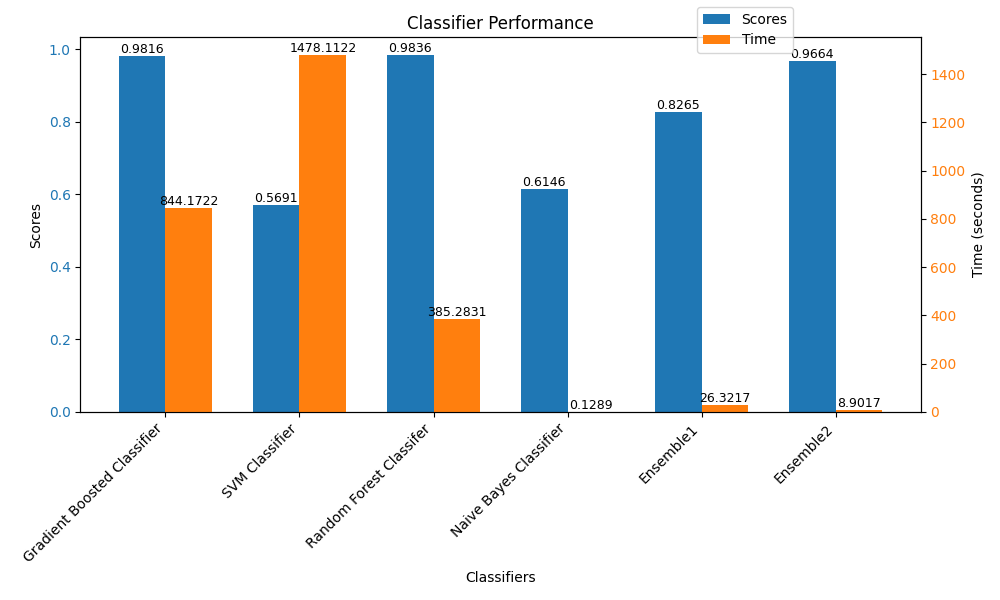 Classifier Performance
Scores
Time
0.9816
1478.1122
0.9836
0.9664
0.8265
844.1722
0.5691
0.6146
385.2831
0.1289
26.3217
8.9017
1.0
0.8
0.6
0.4
0.2
0.0
Scores
1400
1200
1000
800
600
400
200
0
Time (seconds)
Gradient Boosted Classifier
SVM Classifier
Random Forest Classifer
Naive Bayes Classifier
Ensemble1
Ensemble2
Classifiers